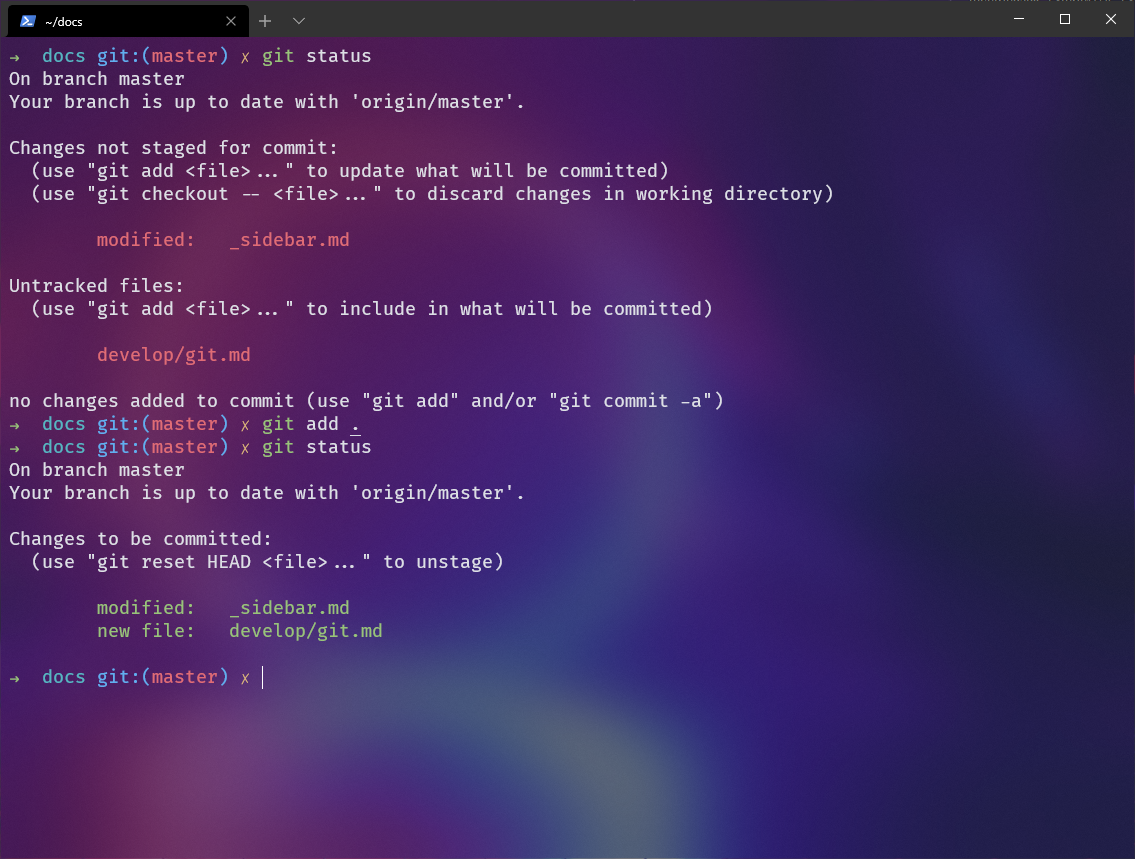 ~/docs
→ docs git:(master) ✗ git status
On branch master
Your branch is up to date with 'origin/master'.
Changes not staged for commit:
(use "git add <file>..." to update what will be committed)
(use "git checkout -- <file>..." to discard changes in working directory)
modified: _sidebar.md
Untracked files:
(use "git add <file>..." to include in what will be committed)
develop/git.md
no changes added to commit (use "git add" and/or "git commit -a")
→ docs git:(master) ✗ git add .
→ docs git:(master) ✗ git status
On branch master
Your branch is up to date with 'origin/master'.
Changes to be committed:
(use "git reset HEAD <file>..." to unstage)
modified: _sidebar.md
new file: develop/git.md
→ docs git:(master) ✗